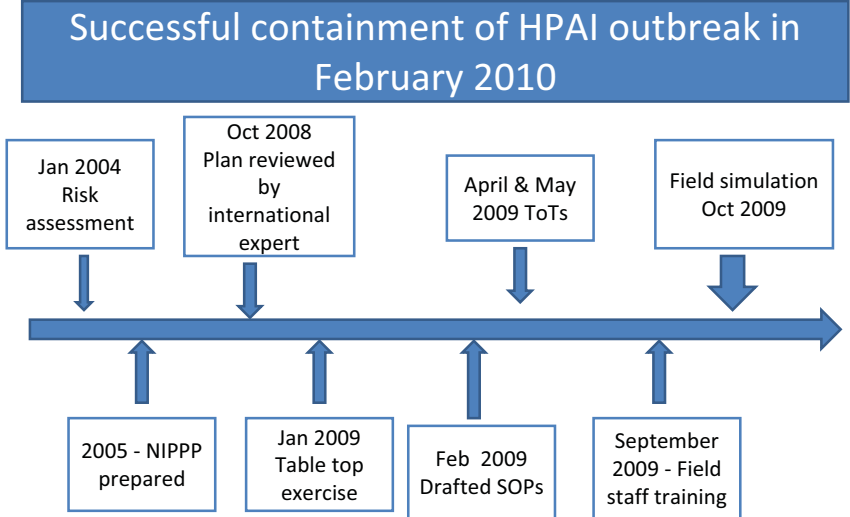 Successful containment of HPAI outbreak in
February 2010
Jan 2004
Risk
assessment
Oct 2008
Plan reviewed
by
international
expert
April & May
2009 ToTs
Field simulation
Oct 2009
2005 - NIPPP
prepared
Jan 2009
Table top
exercise
Feb 2009
Drafted SOPs
September
2009 - Field
staff training